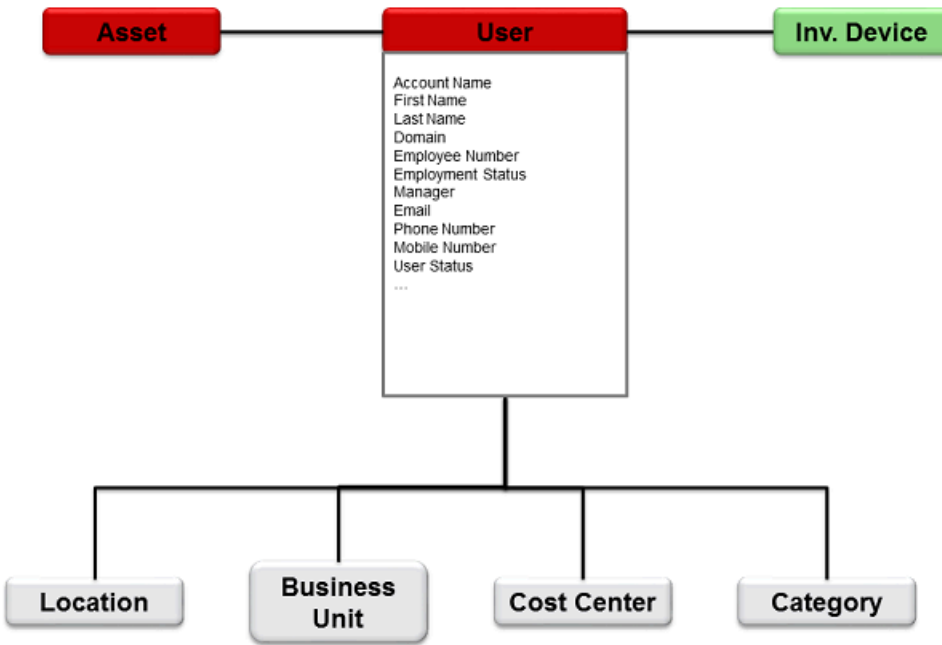 Asset
User
Inv. Device
Account Name
First Name
Last Name
Domain
Employee Number
Employment Status
Manager
Email
Phone Number
Mobile Number
User Status
...
Location
Business
Unit
Cost Center
Category